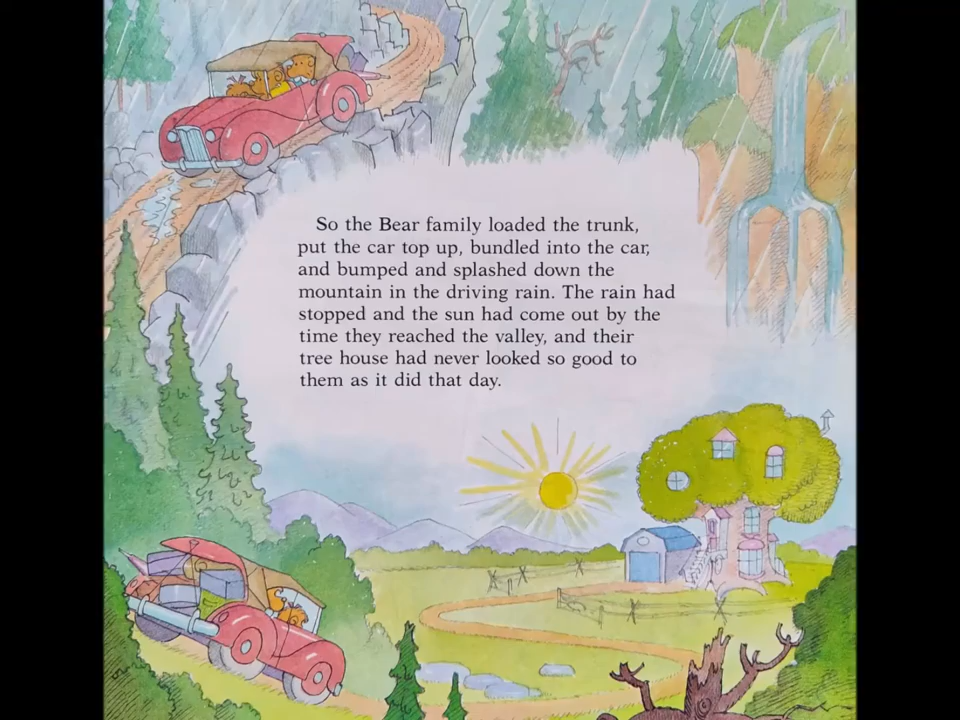 So the Bear family loaded the trunk,
put the car top up, bundled into the car,
and bumped and splashed down the
mountain in the driving rain. The rain had
stopped and the sun had come out by the
time they reached the valley, and their
tree house had never looked so good to
them as it did that day.